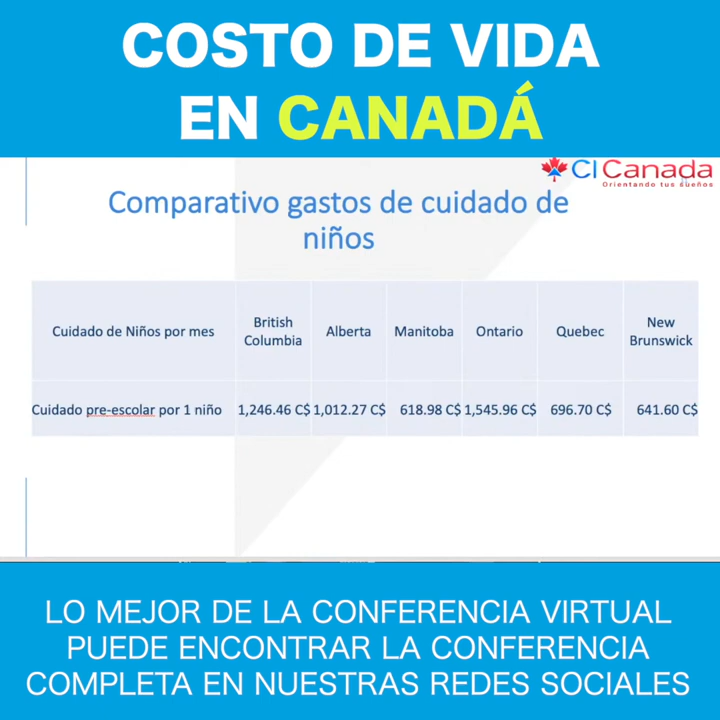 COSTO DE VIDA
EN CANADÁ
CI Canada
Orientando tus sueños
Comparativo gastos de cuidado de
niños
Cuidado de Niños por mes
British
Columbia
Alberta
Manitoba
Ontario
Quebec
New
Brunswick
Cuidado pre-escolar por 1 niño
1,246.46 C$
1,012.27 C$
618.98 C$
1,545.96 C$
696.70 C$
641.60 C$
LO MEJOR DE LA CONFERENCIA VIRTUAL
PUEDE ENCONTRAR LA CONFERENCIA
COMPLETA EN NUESTRAS REDES SOCIALES